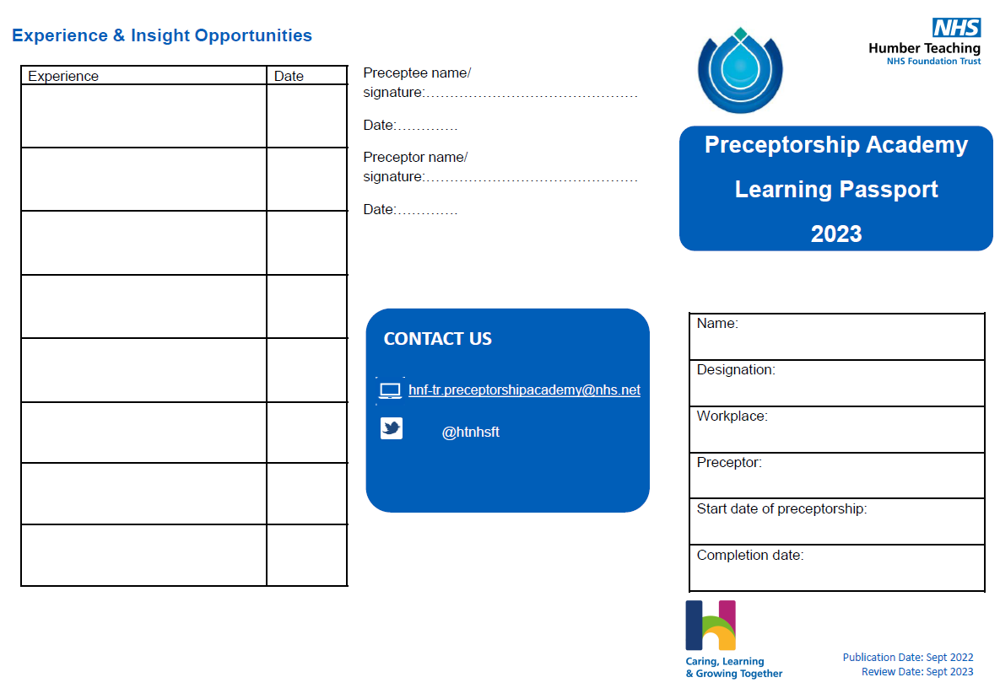 Experience & Insight Opportunities
Experience
Date
Preceptee name/
signature:…………………………………………
Date:………….
Preceptor name/
signature:…………………………………………
Date:………….
CONTACT US
hnf-tr.preceptorshipacademy@nhs.net
@htnhsft
NHS
Humber Teaching
NHS Foundation Trust
Preceptorship Academy
Learning Passport
2023
Name:
Designation:
Workplace:
Preceptor:
Start date of preceptorship:
Completion date:
Caring, Learning
& Growing Together
Publication Date: Sept 2022
Review Date: Sept 2023